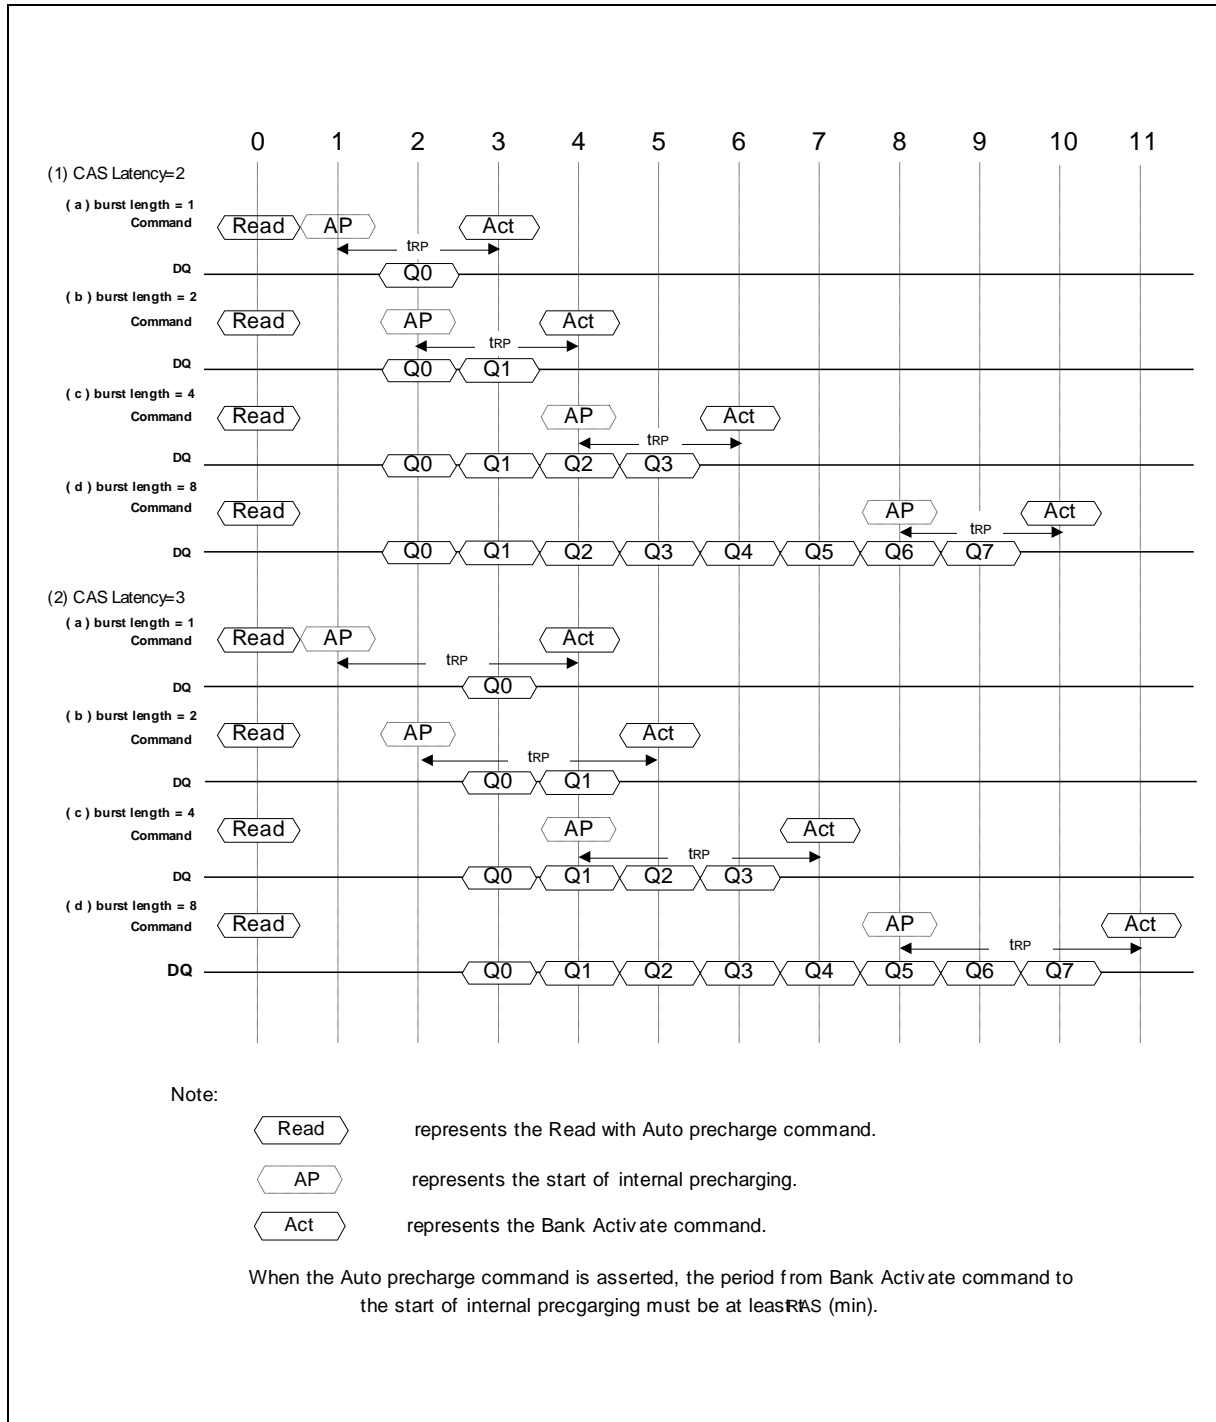 0 1 2 3 4 5 6 7 8 9 10 11
(1) CAS Latency=2
( a ) burst length = 1
Command Read AP Act
tRP
DQ Q0
( b ) burst length = 2
Command Read AP Act
tRP
DQ Q0 Q1
( c ) burst length = 4
Command Read AP Act
tRP
DQ Q0 Q1 Q2 Q3
( d ) burst length = 8
Command Read AP Act
tRP
DQ Q0 Q1 Q2 Q3 Q4 Q5 Q6 Q7
(2) CAS Latency=3
( a ) burst length = 1
Command Read AP Act
tRP
DQ Q0
( b ) burst length = 2
Command Read AP Act
tRP
DQ Q0 Q1
( c ) burst length = 4
Command Read AP Act
tRP
DQ Q0 Q1 Q2 Q3
( d ) burst length = 8
Command Read AP Act
tRP
DQ Q0 Q1 Q2 Q3 Q4 Q5 Q6 Q7
Note:
Read represents the Read with Auto precharge command.
AP represents the start of internal precharging.
Act represents the Bank Activate command.
When the Auto precharge command is asserted, the period from Bank Activate command to
the start of internal precgarging must be at least tRAS (min).